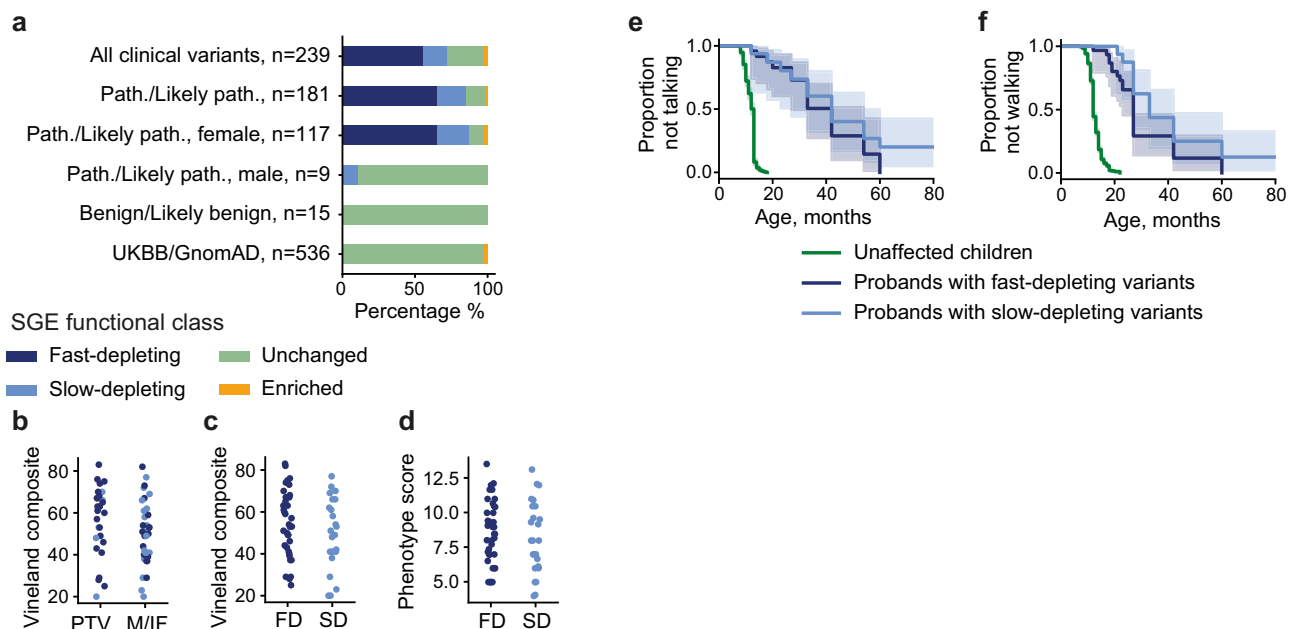 a
All clinical variants, n=239
Path./Likely path., n=181
Path./Likely path., female, n=117
Path./Likely path., male, n=9
Benign/Likely benign, n=15
UKBB/GnomAD, n=536
0 50 100
Percentage %
SGE functional class
Fast-depleting
Unchanged
Slow-depleting
Enriched
b
Vineland composite
80
60
40
20
PTV M/IF
c
Vineland composite
80
60
40
20
FD SD
d
Phenotype score
12.5
10.0
7.5
5.0
FD SD
e
Proportion
not talking
1.0
0.5
0.0
0 20 40 60 80
Age, months
f
Proportion
not walking
1.0
0.5
0.0
0 20 40 60 80
Age, months
Unaffected children
Probands with fast-depleting variants
Probands with slow-depleting variants